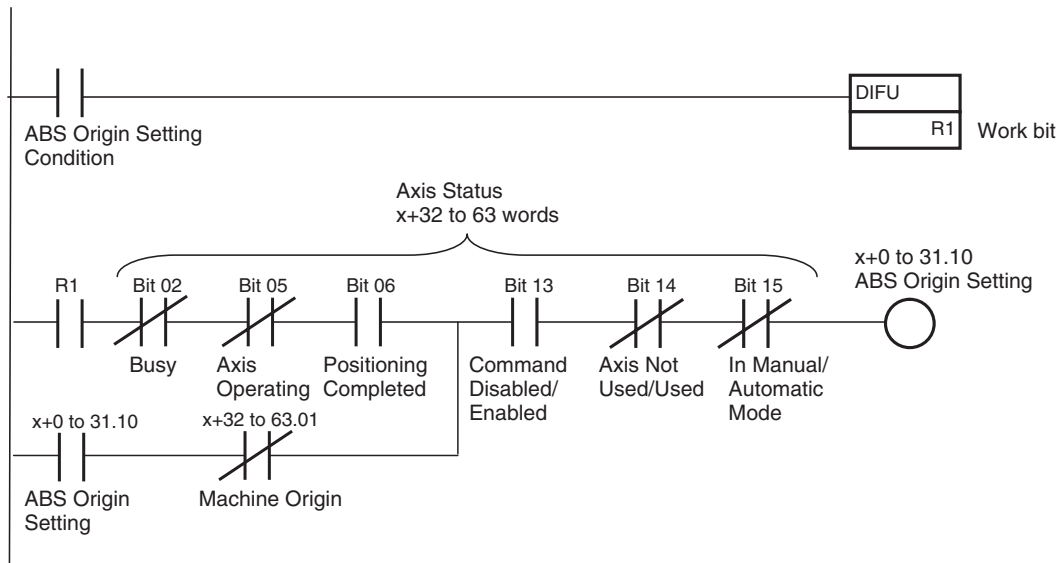 DIFU
R1 Work bit
ABS Origin Setting
Condition
Axis Status
x+32 to 63 words
x+0 to 31.10
ABS Origin Setting
R1 Bit 02 Bit 05 Bit 06 Bit 13 Bit 14 Bit 15
Busy Axis Positioning Command Axis Not In Manual/
Operating Completed Disabled/ Used/Used Automatic
Enabled Mode
x+0 to 31.10 x+32 to 63.01
ABS Origin Machine Origin
Setting